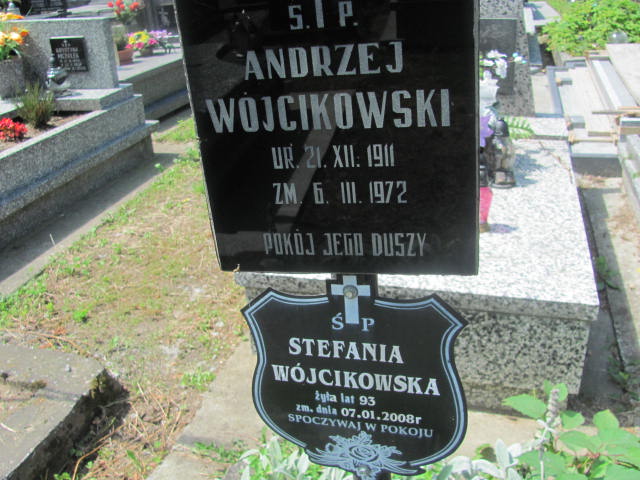 Ś. † P.
ANDRZEJ
WÓJCIKOWSKI
UR. 21. XII. 1911
ZM. 6. III. 1972
POKÓJ JEGO DUSZY
Ś P
STEFANIA
WÓJCIKOWSKA
żyła lat 93
zm. dnia 07.01.2008r
SPOCZYWAJ W POKOJU